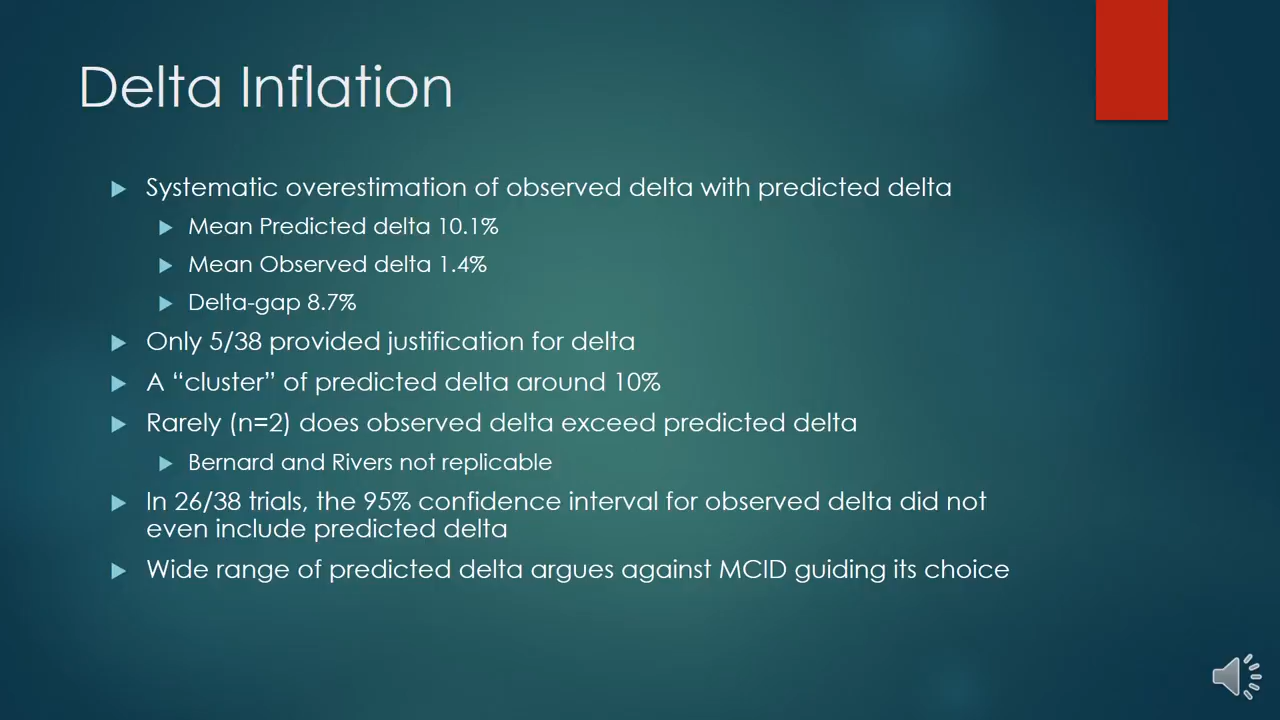 Delta Inflation
Systematic overestimation of observed delta with predicted delta
Mean Predicted delta 10.1%
Mean Observed delta 1.4%
Delta-gap 8.7%
Only 5/38 provided justification for delta
A “cluster” of predicted delta around 10%
Rarely (n=2) does observed delta exceed predicted delta
Bernard and Rivers not replicable
In 26/38 trials, the 95% confidence interval for observed delta did not
even include predicted delta
Wide range of predicted delta argues against MCID guiding its choice